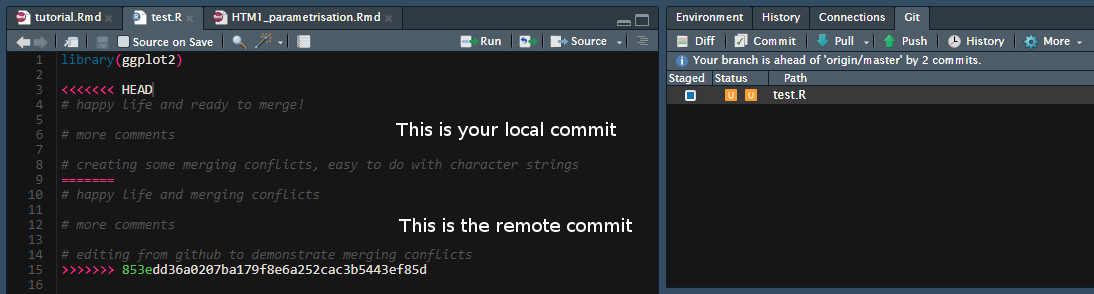 tutorial.Rmd × test.R × HTM1_parametrisation.Rmd ×
Source on Save Run Source
1 library(ggplot2)
2
3 <<<<<<< HEAD
4 # happy life and ready to merge!
5
6 # more comments
7
8 # creating some merging conflicts, easy to do with character strings
9 =======
10 # happy life and merging conflicts
11
12 # more comments
13
14 # editing from github to demonstrate merging conflicts
15 >>>>>>> 853edd36a0207ba179f8e6a252cac3b5443ef85d
16
This is your local commit
This is the remote commit
Environment History Connections Git
Diff Commit Pull Push History More
Your branch is ahead of 'origin/master' by 2 commits.
Staged Status Path
U U test.R